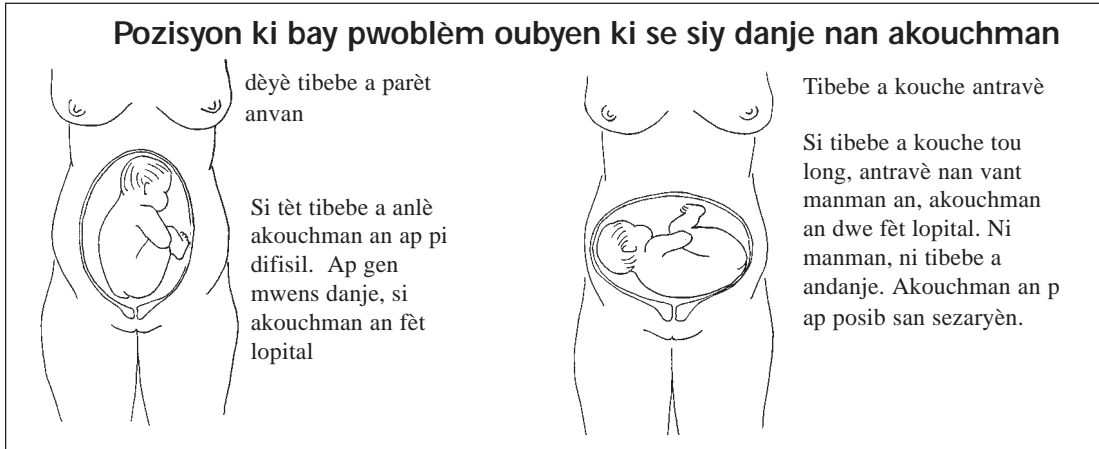 Pozisyon ki bay pwoblèm oubyen ki se siy danje nan akouchman
dèyè tibebe a parèt
anvan
Si tèt tibebe a anlè
akouchman an ap pi
difisil. Ap gen
mwens danje, si
akouchman an fèt
lopital
Tibebe a kouche antravè
Si tibebe a kouche tou
long, antravè nan vant
manman an, akouchman
an dwe fèt lopital. Ni
manman, ni tibebe a
andanje. Akouchman an p
ap posib san sezaryèn.